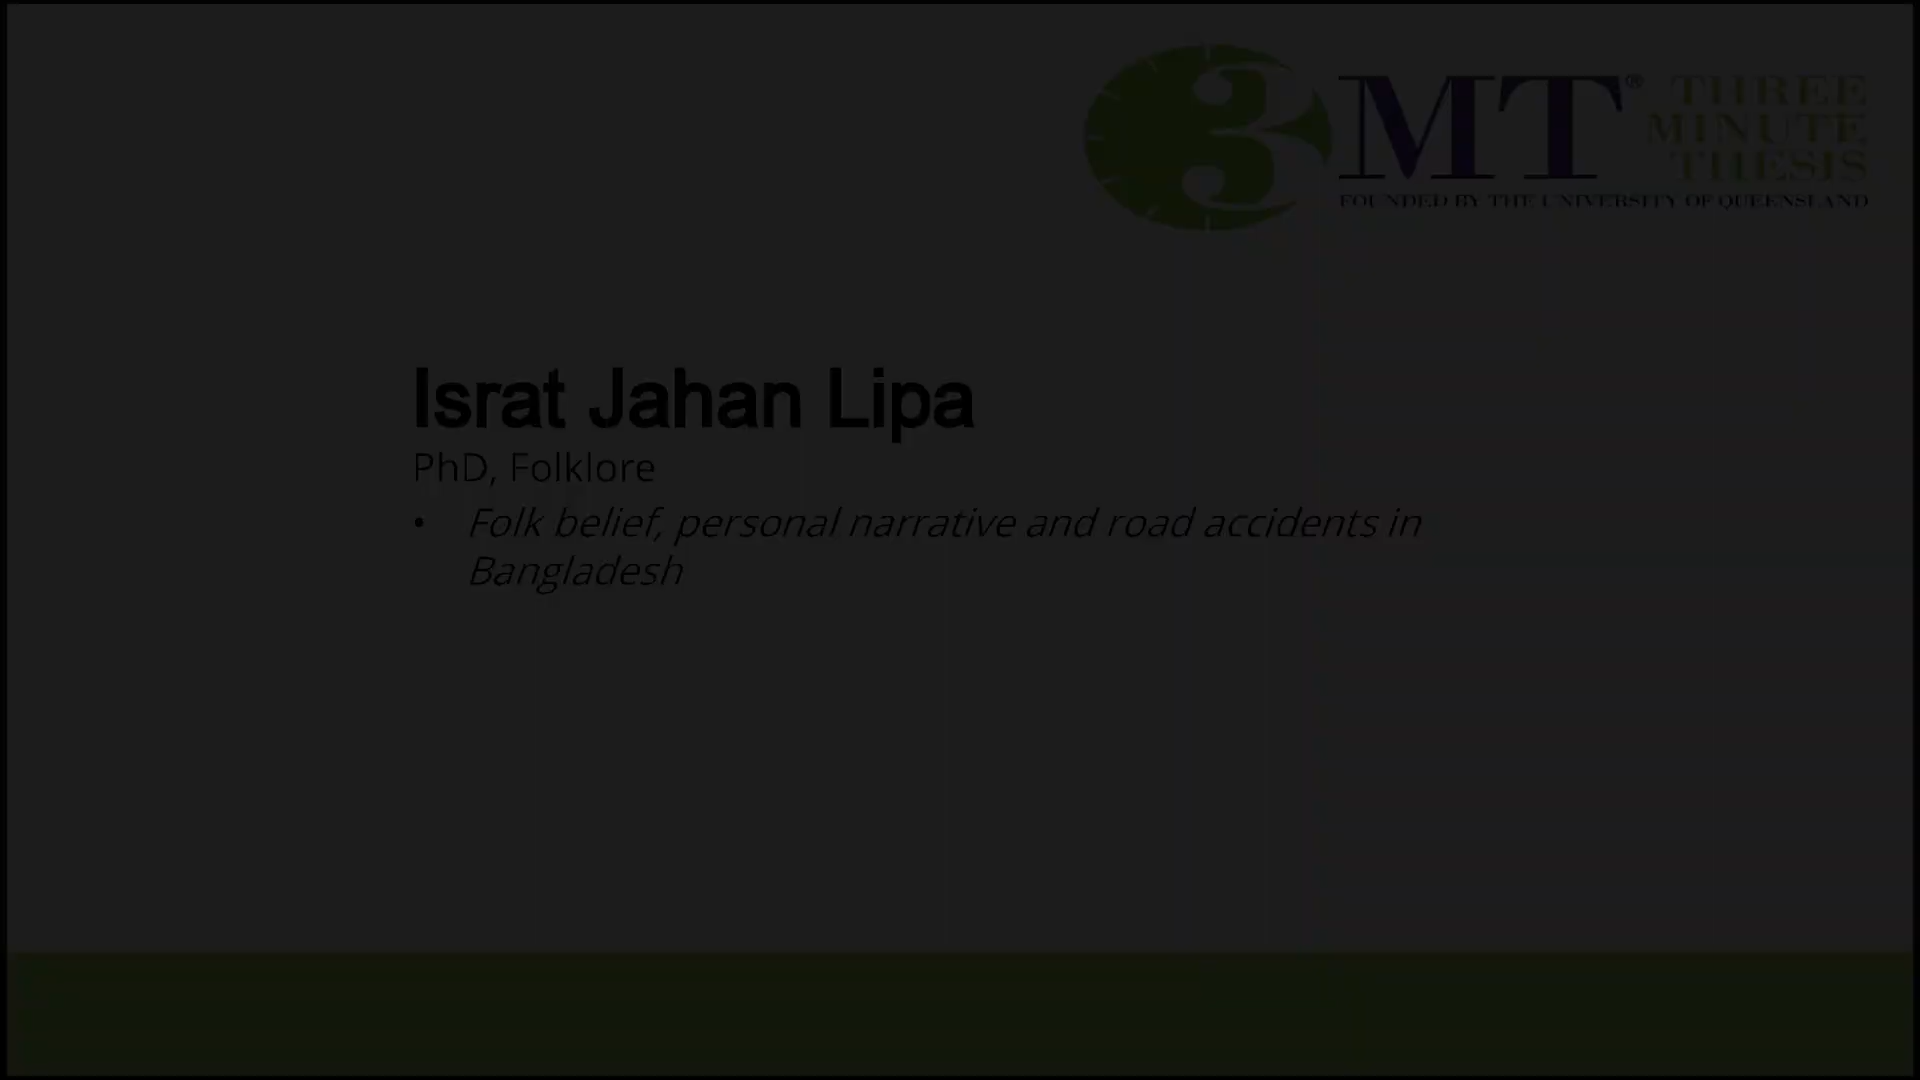 3MT® THREE
MINUTE
THESIS
FOUNDED BY THE UNIVERSITY OF QUEENSLAND
Israt Jahan Lipa
PhD, Folklore
• Folk belief, personal narrative and road accidents in
Bangladesh